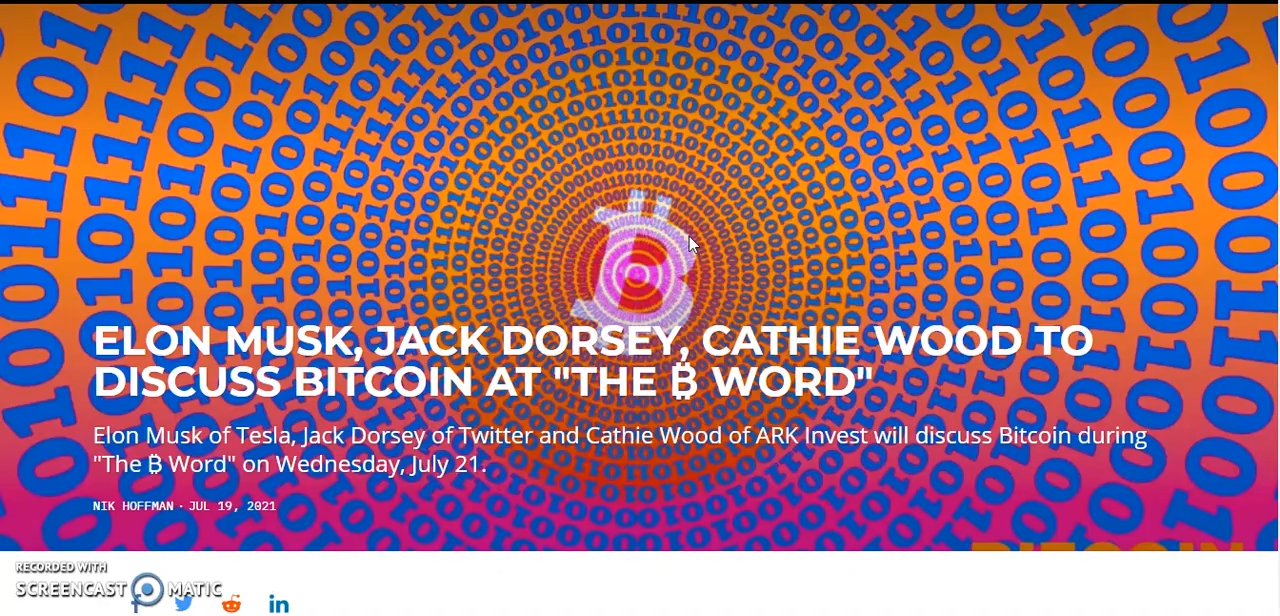 ELON MUSK, JACK DORSEY, CATHIE WOOD TO
DISCUSS BITCOIN AT "THE ₿ WORD"
Elon Musk of Tesla, Jack Dorsey of Twitter and Cathie Wood of ARK Invest will discuss Bitcoin during
"The ₿ Word" on Wednesday, July 21.
NIK HOFFMAN · JUL 19, 2021
RECORDED WITH
SCREENCAST MATIC